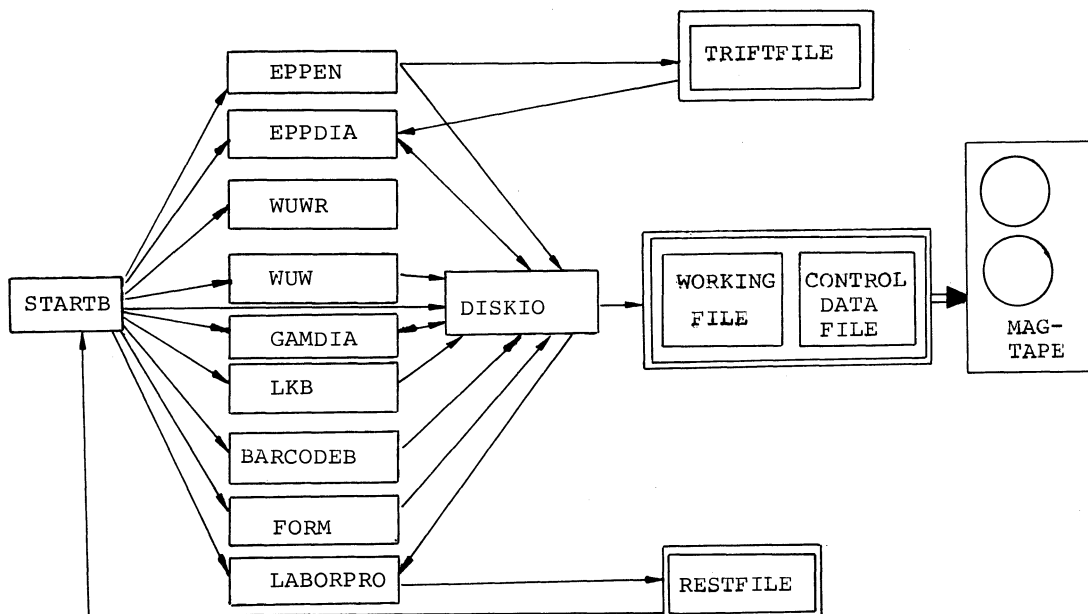 EPPEN
TRIFTFILE
EPPDIA
WUWR
WUW
STARTB
DISKIO
WORKING
FILE
CONTROL
DATA
FILE
MAG-
TAPE
GAMDIA
LKB
BARCODEB
FORM
LABORPRO
RESTFILE